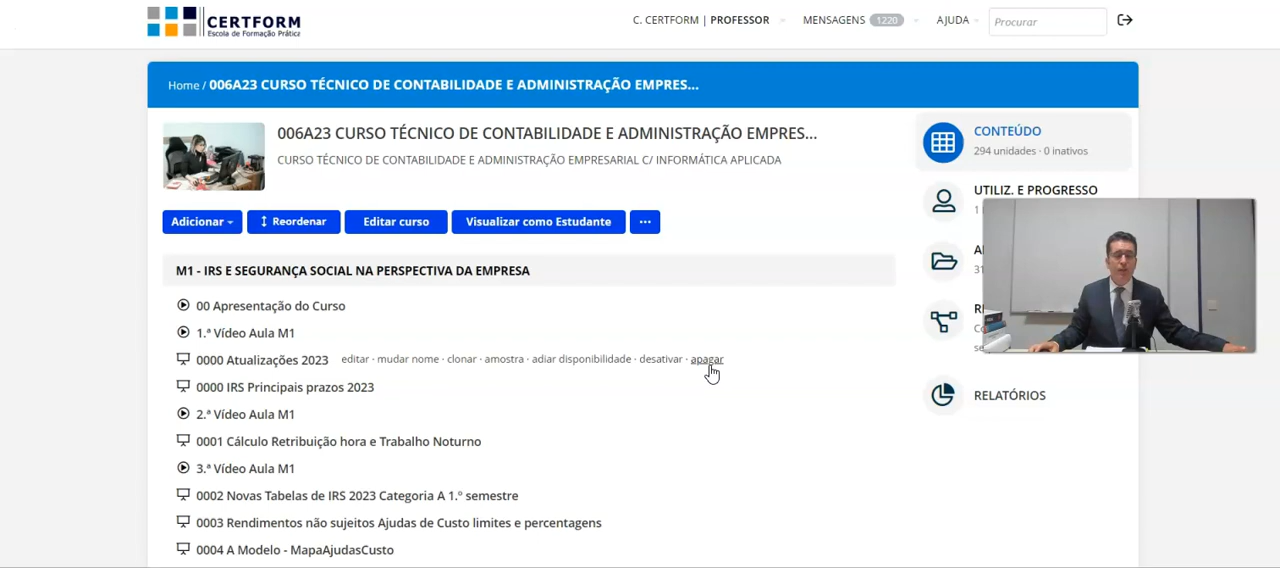 CERTFORM
Escola de Formação Prática
C. CERTFORM | PROFESSOR
MENSAGENS 1220
AJUDA
Procurar
Home / 006A23 CURSO TÉCNICO DE CONTABILIDADE E ADMINISTRAÇÃO EMPRES...
006A23 CURSO TÉCNICO DE CONTABILIDADE E ADMINISTRAÇÃO EMPRES...
CURSO TÉCNICO DE CONTABILIDADE E ADMINISTRAÇÃO EMPRESARIAL C/ INFORMÁTICA APLICADA
Adicionar
Reordenar
Editar curso
Visualizar como Estudante
...
M1 - IRS E SEGURANÇA SOCIAL NA PERSPECTIVA DA EMPRESA
00 Apresentação do Curso
1.ª Vídeo Aula M1
0000 Atualizações 2023 editar · mudar nome · clonar · amostra · adiar disponibilidade · desativar · apagar
0000 IRS Principais prazos 2023
2.ª Vídeo Aula M1
0001 Cálculo Retribuição hora e Trabalho Noturno
3.ª Vídeo Aula M1
0002 Novas Tabelas de IRS 2023 Categoria A 1.º semestre
0003 Rendimentos não sujeitos Ajudas de Custo limites e percentagens
0004 A Modelo - MapaAjudasCusto
CONTEÚDO
294 unidades · 0 inativos
UTILIZ. E PROGRESSO
RELATÓRIOS